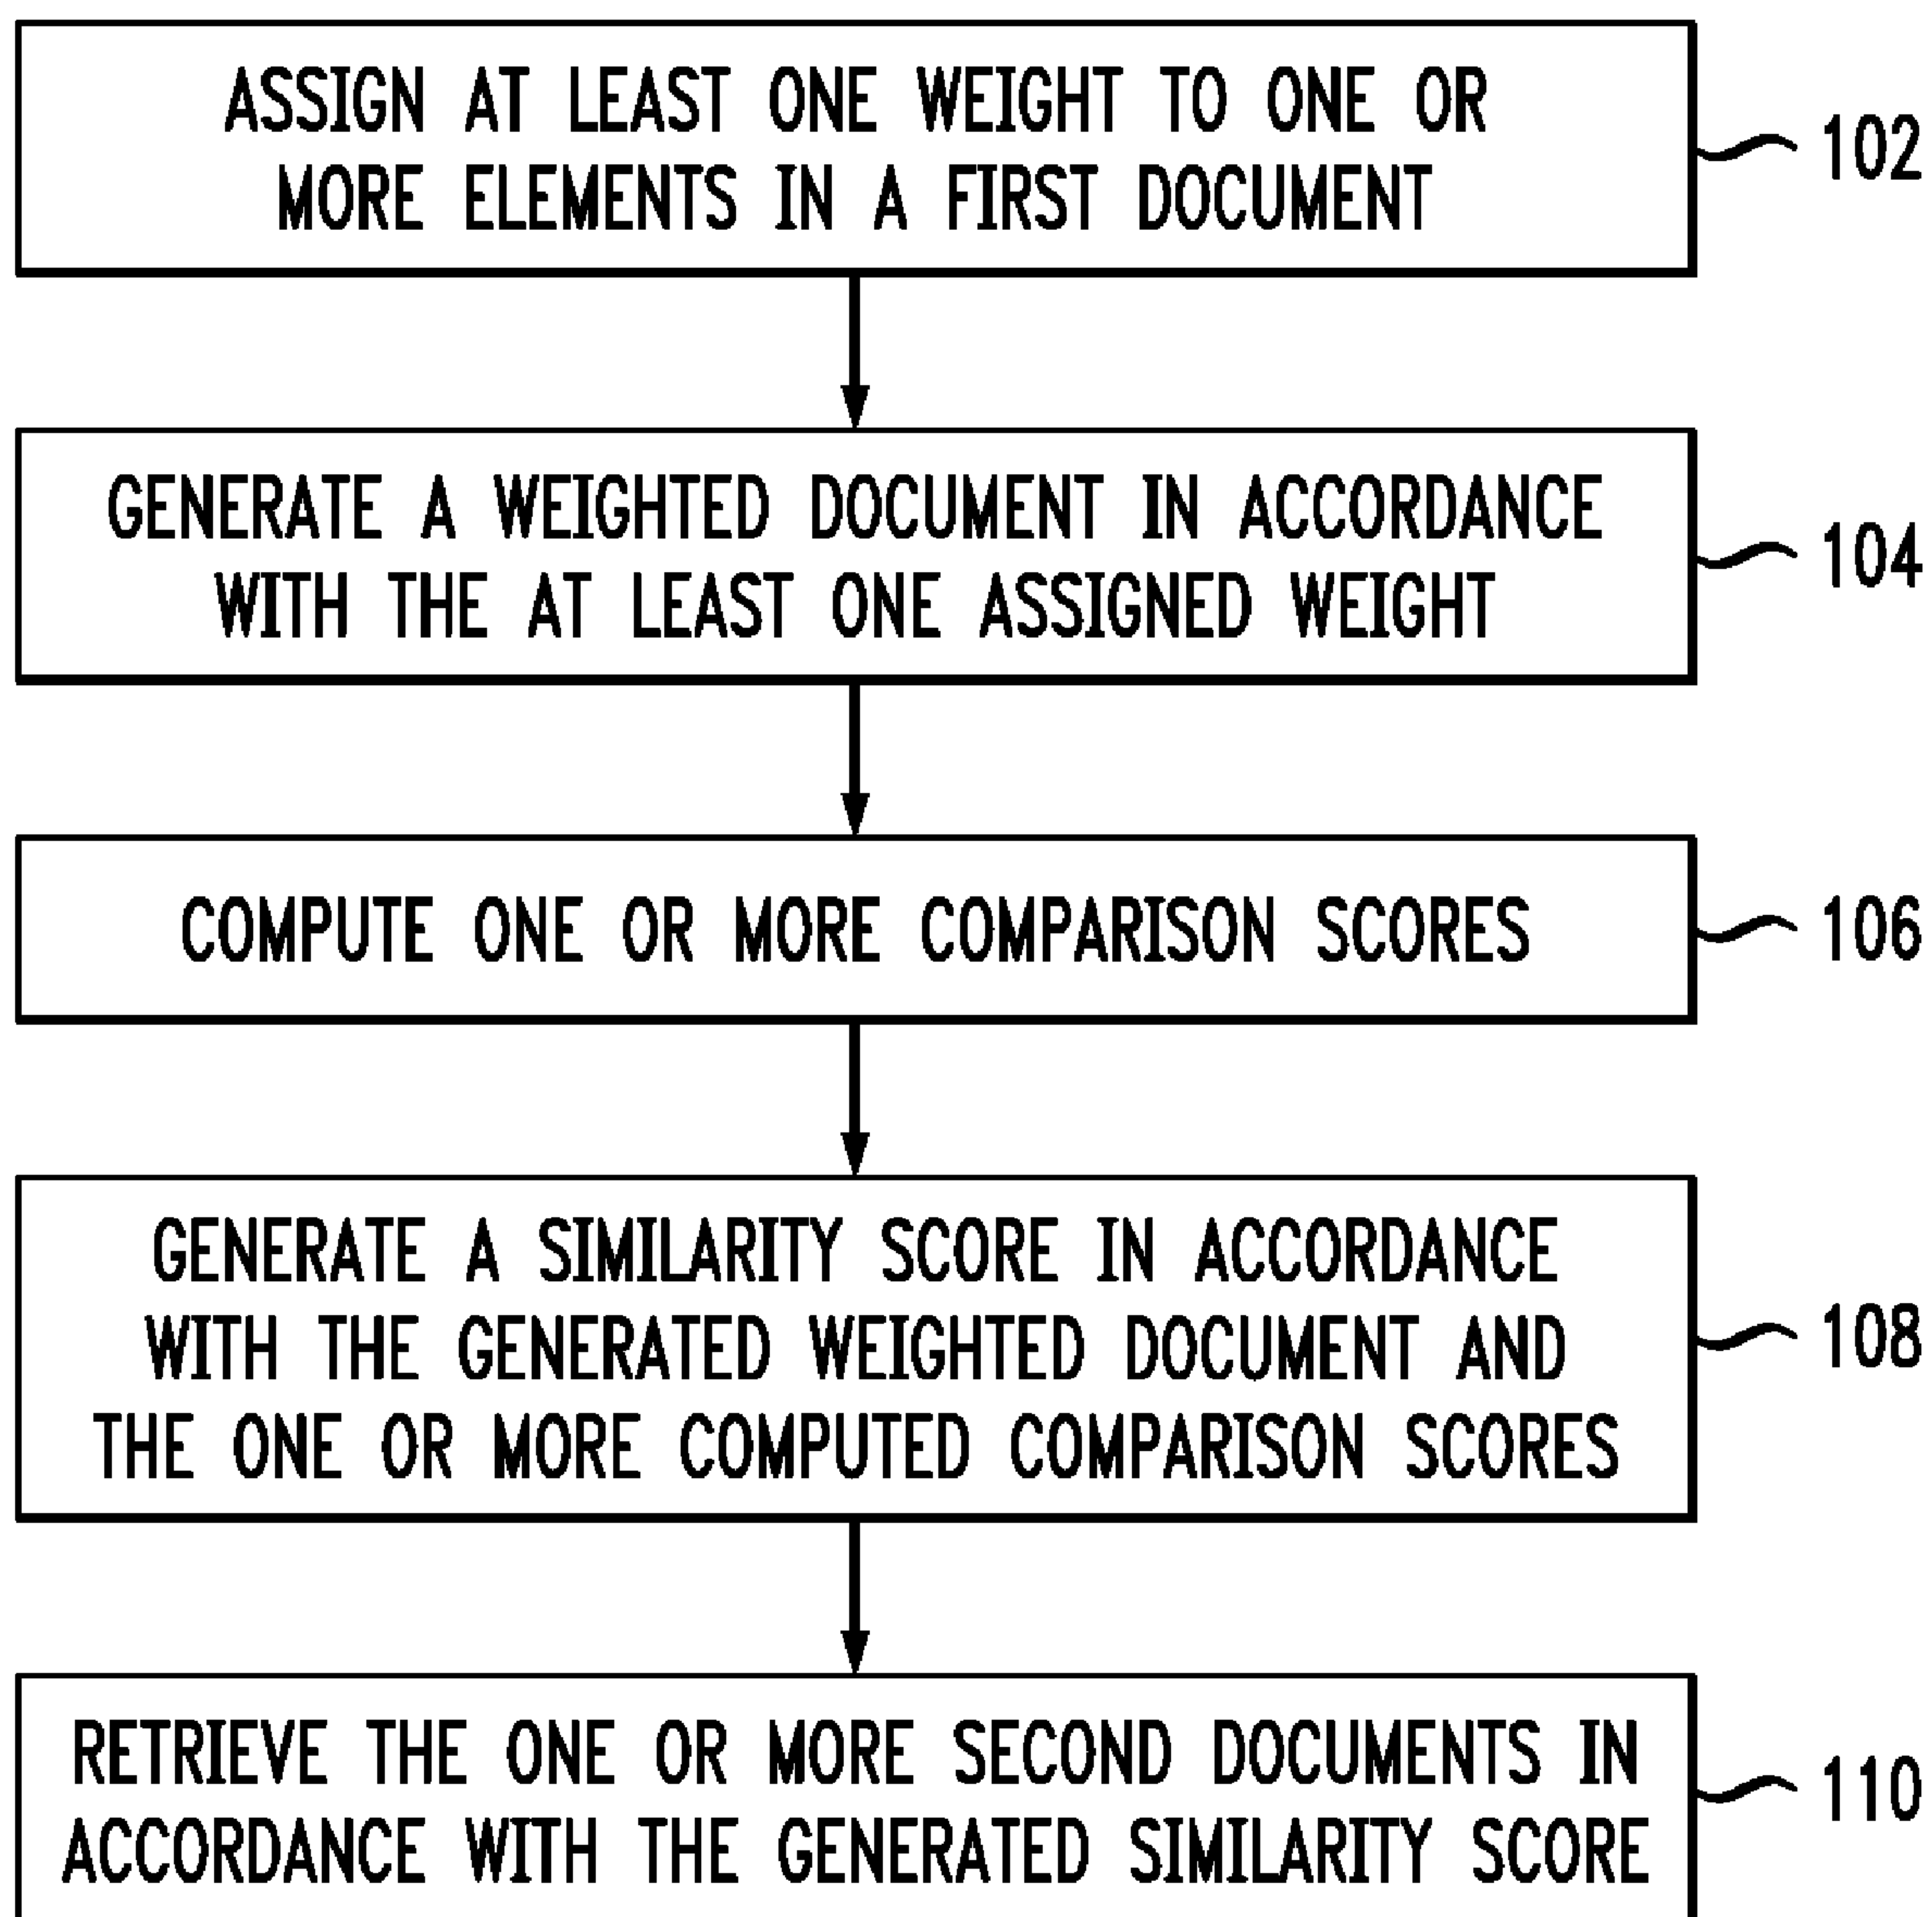 ASSIGN AT LEAST ONE WEIGHT TO ONE OR
MORE ELEMENTS IN A FIRST DOCUMENT
102
GENERATE A WEIGHTED DOCUMENT IN ACCORDANCE
WITH THE AT LEAST ONE ASSIGNED WEIGHT
104
COMPUTE ONE OR MORE COMPARISON SCORES
106
GENERATE A SIMILARITY SCORE IN ACCORDANCE
WITH THE GENERATED WEIGHTED DOCUMENT AND
THE ONE OR MORE COMPUTED COMPARISON SCORES
108
RETRIEVE THE ONE OR MORE SECOND DOCUMENTS IN
ACCORDANCE WITH THE GENERATED SIMILARITY SCORE
110